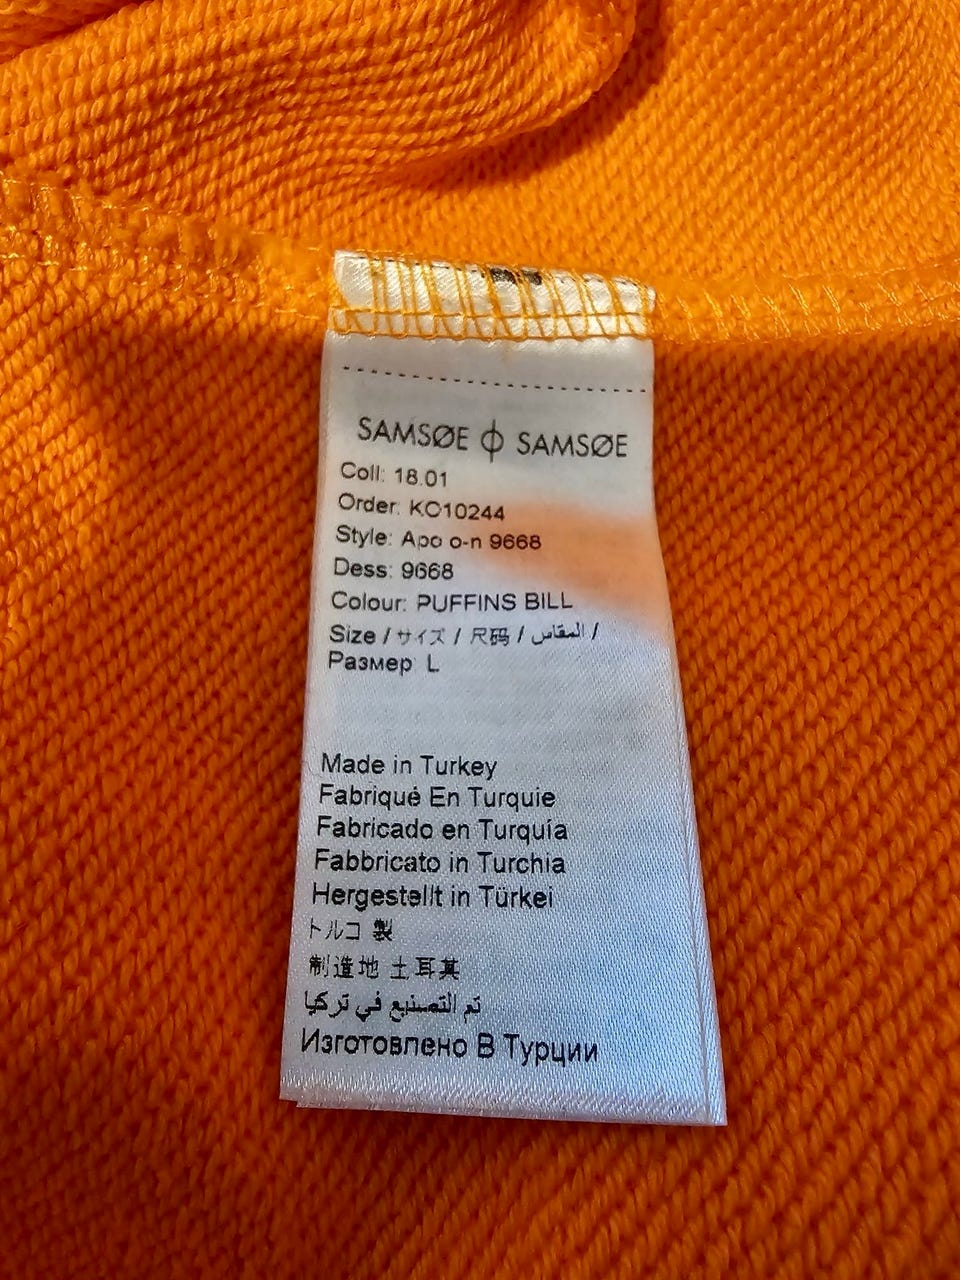 SAMSØE ɸ SAMSØE
Coll: 18.01
Order: KO10244
Style: Apo o-n 9668
Dess: 9668
Colour: PUFFINS BILL
Size / サイズ / 尺码 / المقاس /
Размер: L
Made in Turkey
Fabriqué En Turquie
Fabricado en Turquía
Fabbricato in Turchia
Hergestellt in Türkei
トルコ 製
制造地 土耳其
تم التصنيع في تركيا
Изготовлено В Турции